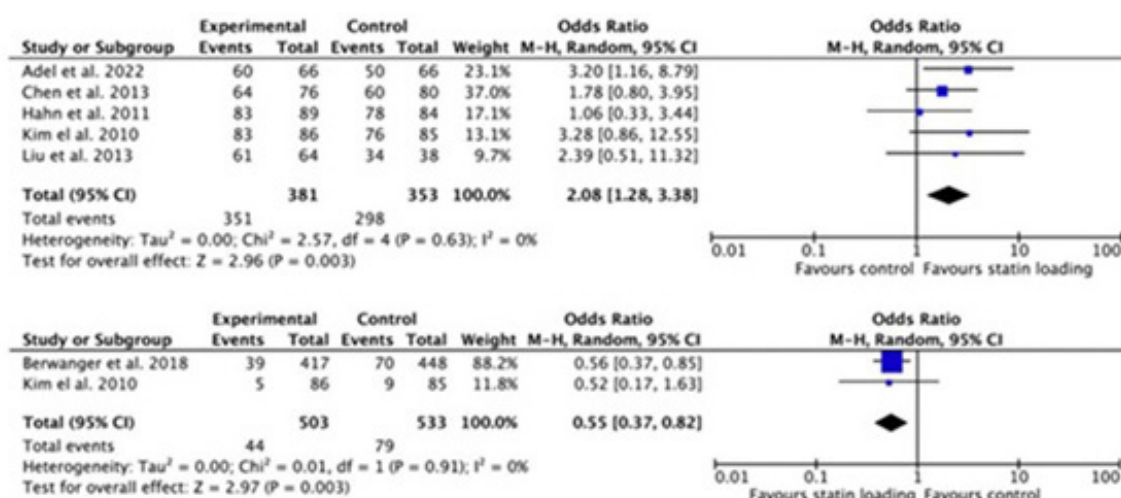 Experimental Control Odds Ratio Odds Ratio
Study or Subgroup Events Total Events Total Weight M-H, Random, 95% CI M-H, Random, 95% CI
Adel et al. 2022 60 66 50 66 23.1% 3.20 [1.16, 8.79]
Chen et al. 2013 64 76 60 80 37.0% 1.78 [0.80, 3.95]
Hahn et al. 2011 83 89 78 84 17.1% 1.06 [0.33, 3.44]
Kim el al. 2010 83 86 76 85 13.1% 3.28 [0.86, 12.55]
Liu et al. 2013 61 64 34 38 9.7% 2.39 [0.51, 11.32]
Total (95% CI) 381 353 100.0% 2.08 [1.28, 3.38]
Total events 351 298
Heterogeneity: Tau² = 0.00; Chi² = 2.57, df = 4 (P = 0.63); I² = 0%
Test for overall effect: Z = 2.96 (P = 0.003)
0.01 0.1 1 10 100
Favours control Favours statin loading
Experimental Control Odds Ratio Odds Ratio
Study or Subgroup Events Total Events Total Weight M-H, Random, 95% CI M-H, Random, 95% CI
Berwanger et al. 2018 39 417 70 448 88.2% 0.56 [0.37, 0.85]
Kim el al. 2010 5 86 9 85 11.8% 0.52 [0.17, 1.63]
Total (95% CI) 503 533 100.0% 0.55 [0.37, 0.82]
Total events 44 79
Heterogeneity: Tau² = 0.00; Chi² = 0.01, df = 1 (P = 0.91); I² = 0%
Test for overall effect: Z = 2.97 (P = 0.003)
0.01 0.1 1 10 100
Favours statin loading Favours control